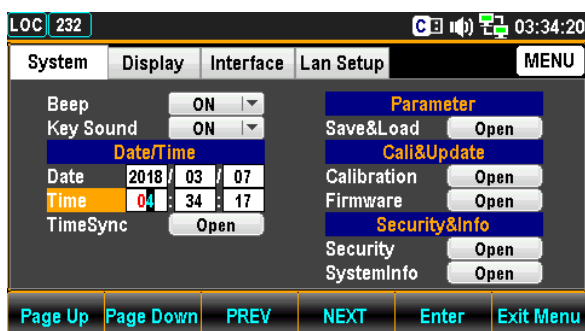 LOC 232 C 03:34:20
System Display Interface Lan Setup MENU
Beep ON
Key Sound ON
Date/Time
Date 2018 / 03 / 07
Time 04 : 34 : 17
TimeSync Open
Parameter
Save&Load Open
Cali&Update
Calibration Open
Firmware Open
Security&Info
Security Open
SystemInfo Open
Page Up Page Down PREV NEXT Enter Exit Menu